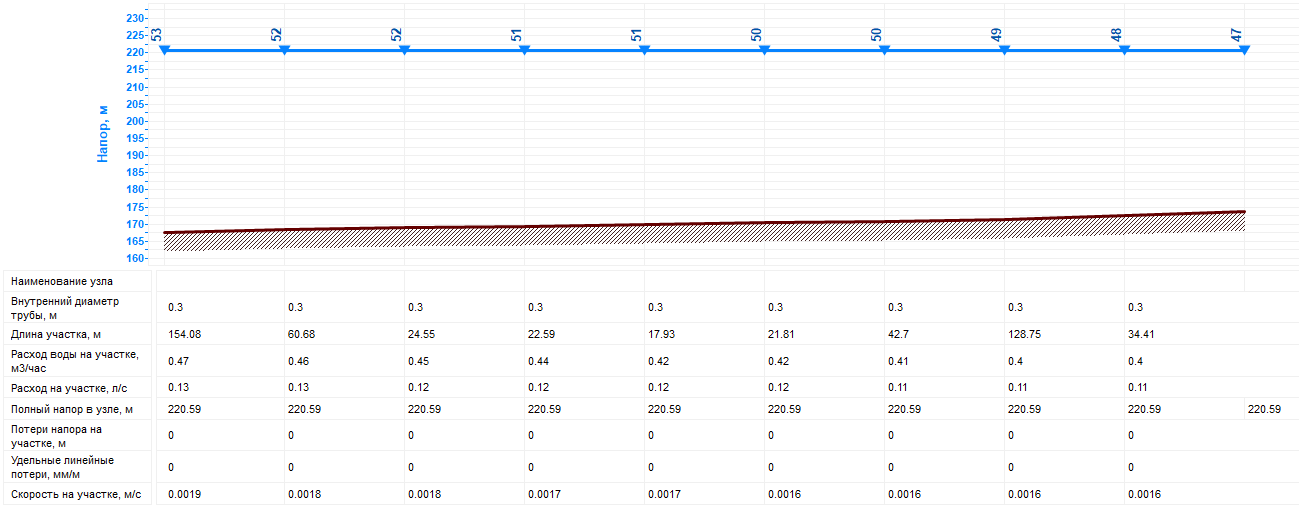 230
225
220
215
210
205
200
195
190
185
180
175
170
165
160
Напор, м
53 52 52 51 51 50 50 49 48 47
Наименование узла
Внутренний диаметр
трубы, м
0.3 0.3 0.3 0.3 0.3 0.3 0.3 0.3 0.3
Длина участка, м 154.08 60.68 24.55 22.59 17.93 21.81 42.7 128.75 34.41
Расход воды на участке,
м3/час
0.47 0.46 0.45 0.44 0.42 0.42 0.41 0.4 0.4
Расход на участке, л/с 0.13 0.13 0.12 0.12 0.12 0.12 0.11 0.11 0.11
Полный напор в узле, м 220.59 220.59 220.59 220.59 220.59 220.59 220.59 220.59 220.59 220.59
Потери напора на
участке, м
0 0 0 0 0 0 0 0 0
Удельные линейные
потери, мм/м
0 0 0 0 0 0 0 0 0
Скорость на участке, м/с 0.0019 0.0018 0.0018 0.0017 0.0017 0.0016 0.0016 0.0016 0.0016